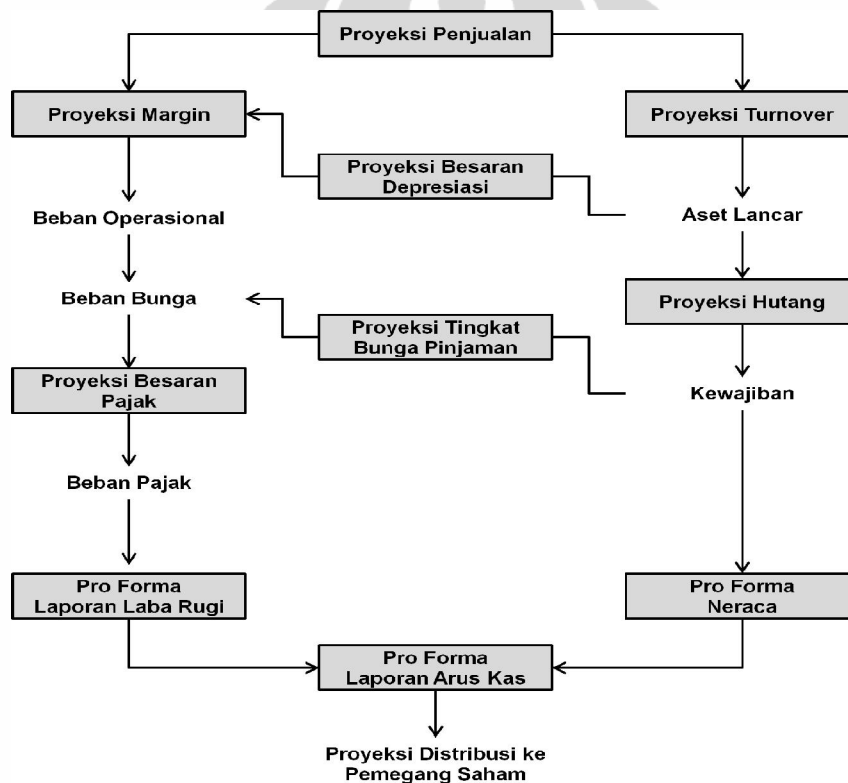 Proyeksi Penjualan
Proyeksi Margin
Proyeksi Turnover
Proyeksi Besaran
Depresiasi
Beban Operasional
Aset Lancar
Beban Bunga
Proyeksi Hutang
Proyeksi Tingkat
Bunga Pinjaman
Proyeksi Besaran
Pajak
Kewajiban
Beban Pajak
Pro Forma
Laporan Laba Rugi
Pro Forma
Neraca
Pro Forma
Laporan Arus Kas
Proyeksi Distribusi ke
Pemegang Saham